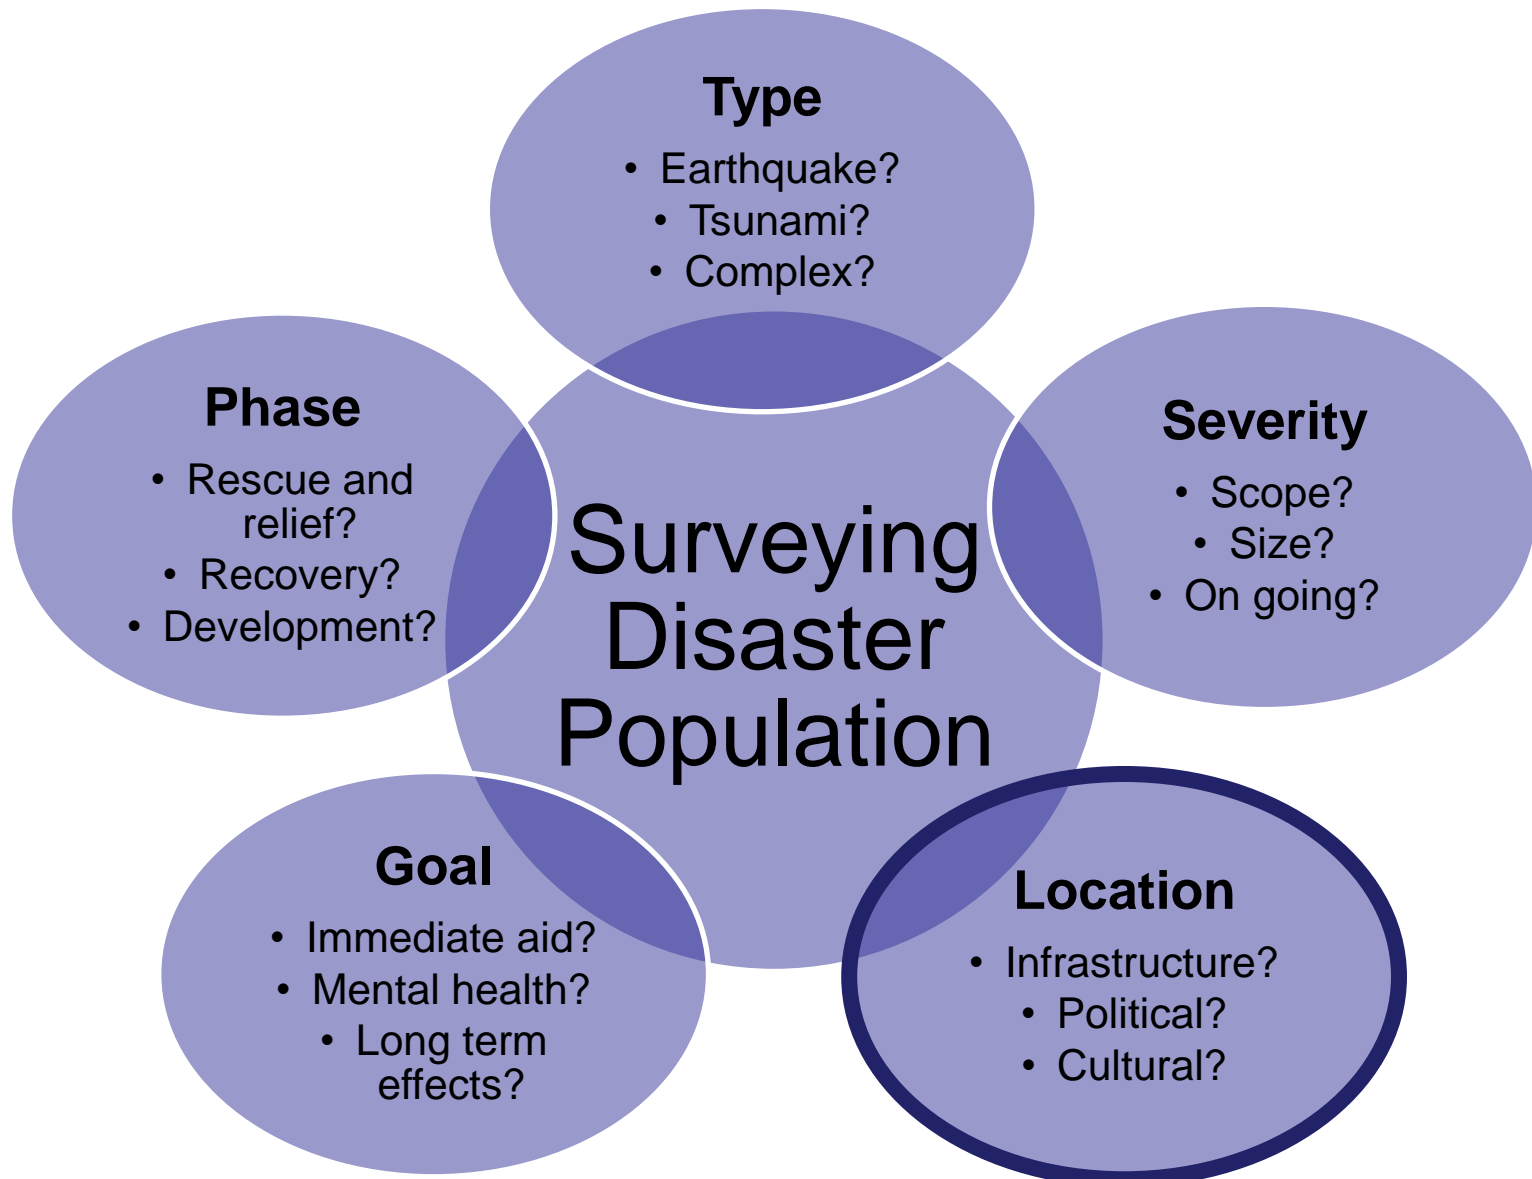 Type
• Earthquake?
• Tsunami?
• Complex?
Phase
• Rescue and
relief?
• Recovery?
• Development?
Severity
• Scope?
• Size?
• On going?
Surveying
Disaster
Population
Goal
• Immediate aid?
• Mental health?
• Long term
effects?
Location
• Infrastructure?
• Political?
• Cultural?